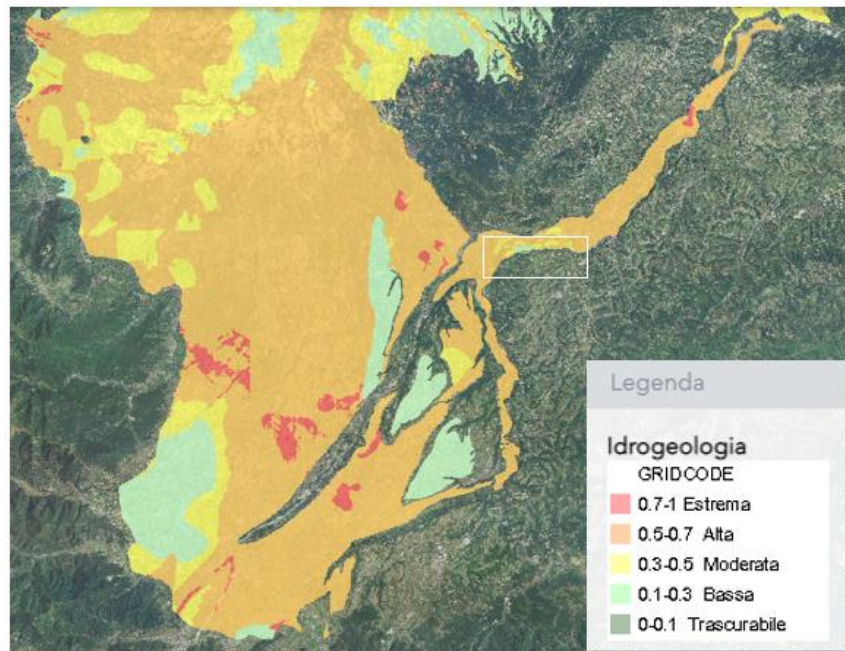 Legenda
Idrogeologia
GRIDCODE
0.7-1 Estrema
0.5-0.7 Alta
0.3-0.5 Moderata
0.1-0.3 Bassa
0-0.1 Trascurabile